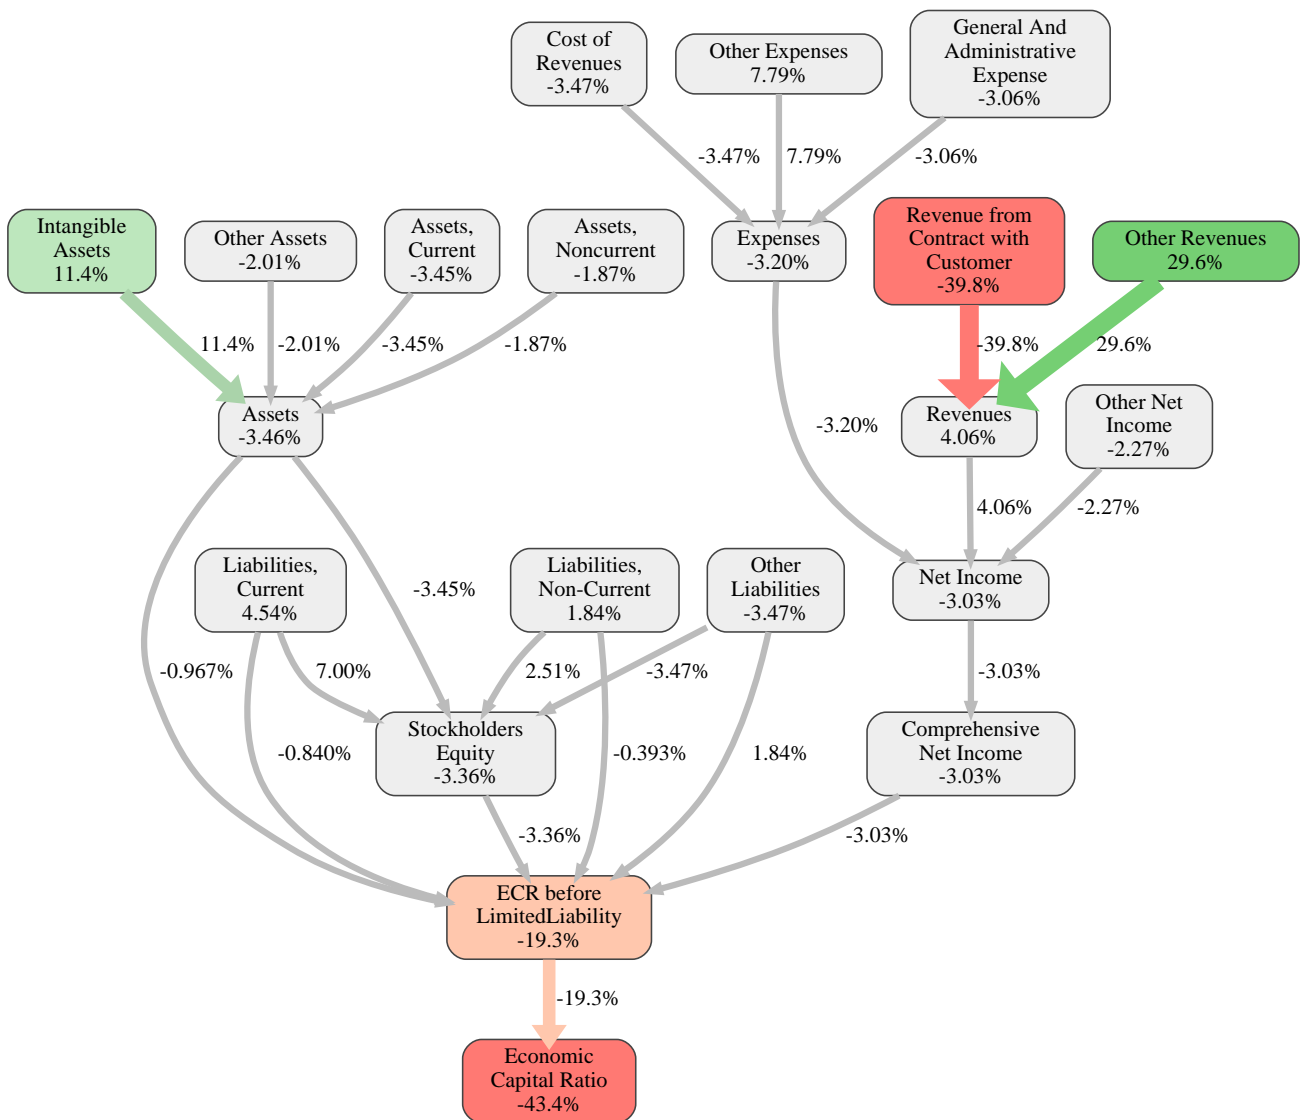 Cost of
Revenues
-3.47%
Other Expenses
7.79%
General And
Administrative
Expense
-3.06%
-3.47%
7.79%
-3.06%
Intangible
Assets
11.4%
Other Assets
-2.01%
Assets,
Current
-3.45%
Assets,
Noncurrent
-1.87%
Expenses
-3.20%
Revenue from
Contract with
Customer
-39.8%
Other Revenues
29.6%
11.4%
-2.01%
-3.45%
-1.87%
-39.8%
29.6%
Assets
-3.46%
-3.20%
Revenues
4.06%
Other Net
Income
-2.27%
4.06%
-2.27%
Liabilities,
Current
4.54%
-3.45%
Liabilities,
Non-Current
1.84%
Other
Liabilities
-3.47%
Net Income
-3.03%
-0.967%
7.00%
2.51%
-3.47%
-3.03%
Stockholders
Equity
-3.36%
-0.840%
-0.393%
1.84%
Comprehensive
Net Income
-3.03%
-3.36%
-3.03%
ECR before
LimitedLiability
-19.3%
-19.3%
Economic
Capital Ratio
-43.4%